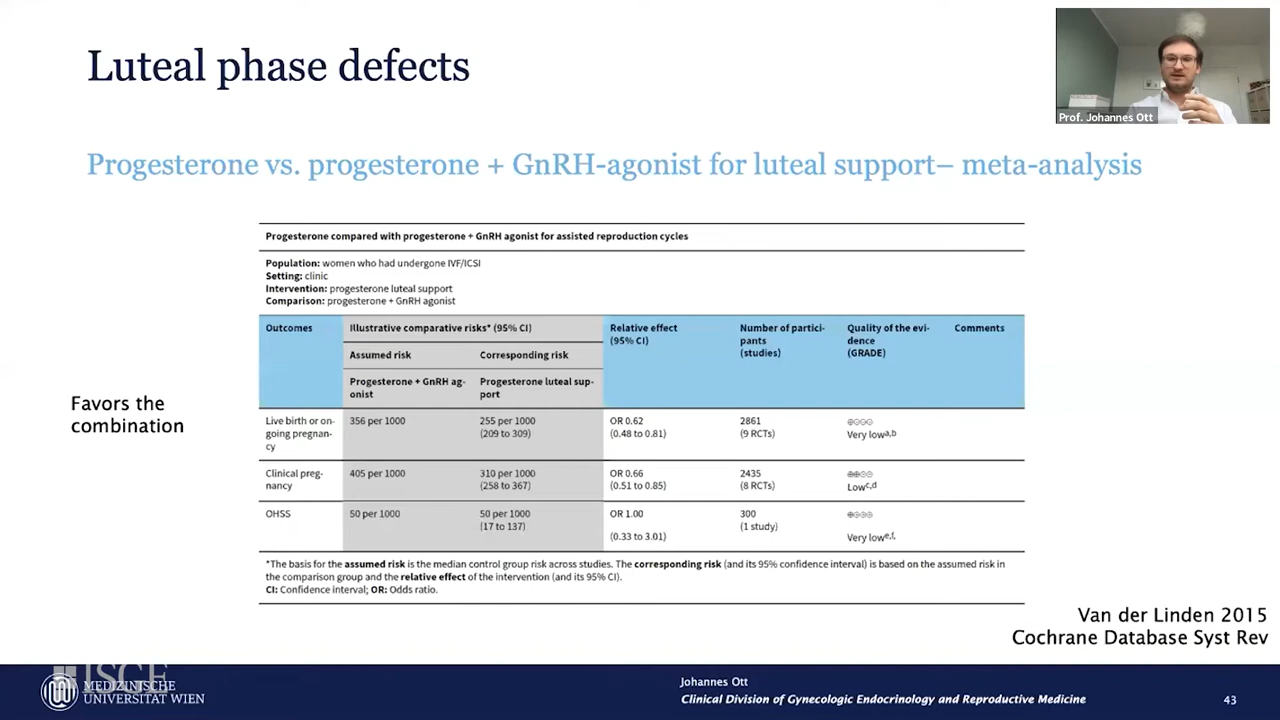 Luteal phase defects
Prof. Johannes Ott
Progesterone vs. progesterone + GnRH-agonist for luteal support– meta-analysis
Progesterone compared with progesterone + GnRH agonist for assisted reproduction cycles
Population: women who had undergone IVF/ICSI
Setting: clinic
Intervention: progesterone luteal support
Comparison: progesterone + GnRH agonist
Outcomes
Illustrative comparative risks* (95% CI)
Relative effect
(95% CI)
Number of partici-
pants
(studies)
Quality of the evi-
dence
(GRADE)
Comments
Assumed risk
Corresponding risk
Progesterone + GnRH ag-
onist
Progesterone luteal sup-
port
Favors the
combination
Live birth or on-
going pregnan-
cy
356 per 1000
255 per 1000
(209 to 309)
OR 0.62
(0.48 to 0.81)
2861
(9 RCTs)
⊕⊝⊝⊝
Very lowa,b
Clinical preg-
nancy
405 per 1000
310 per 1000
(258 to 367)
OR 0.66
(0.51 to 0.85)
2435
(8 RCTs)
⊕⊕⊝⊝
Lowc,d
OHSS
50 per 1000
50 per 1000
(17 to 137)
OR 1.00
(0.33 to 3.01)
300
(1 study)
⊕⊝⊝⊝
Very lowe,f,
*The basis for the assumed risk is the median control group risk across studies. The corresponding risk (and its 95% confidence interval) is based on the assumed risk in
the comparison group and the relative effect of the intervention (and its 95% CI).
CI: Confidence interval; OR: Odds ratio.
Van der Linden 2015
Cochrane Database Syst Rev
ISGE
MEDIZINISCHE
UNIVERSITÄT WIEN
Johannes Ott
Clinical Division of Gynecologic Endocrinology and Reproductive Medicine
43